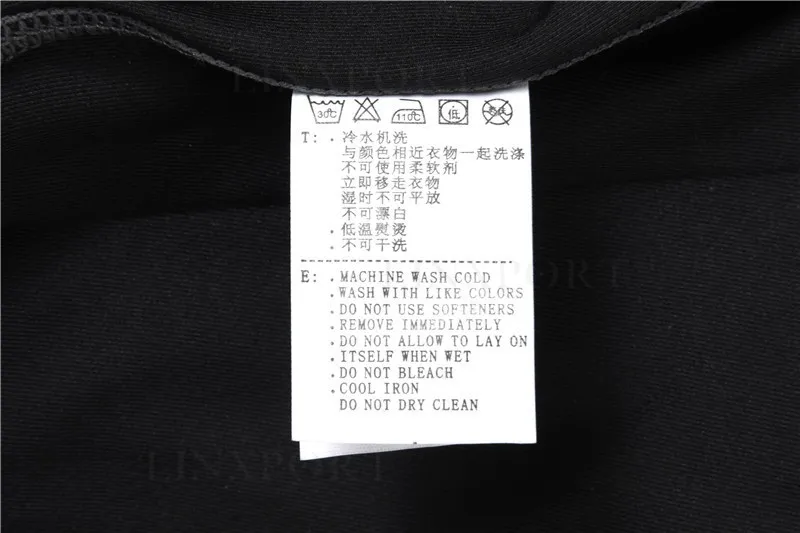 LINXPORT
30℃ 110℃ 低
T: . 冷水机洗
与颜色相近衣物一起洗涤
不可使用柔软剂
立即移走衣物
湿时不可平放
不可漂白
. 低温熨烫
. 不可干洗
E: . MACHINE WASH COLD
. WASH WITH LIKE COLORS
. DO NOT USE SOFTENERS
. REMOVE IMMEDIATELY
. DO NOT ALLOW TO LAY ON
. ITSELF WHEN WET
. DO NOT BLEACH
. COOL IRON
DO NOT DRY CLEAN
LINXPORT